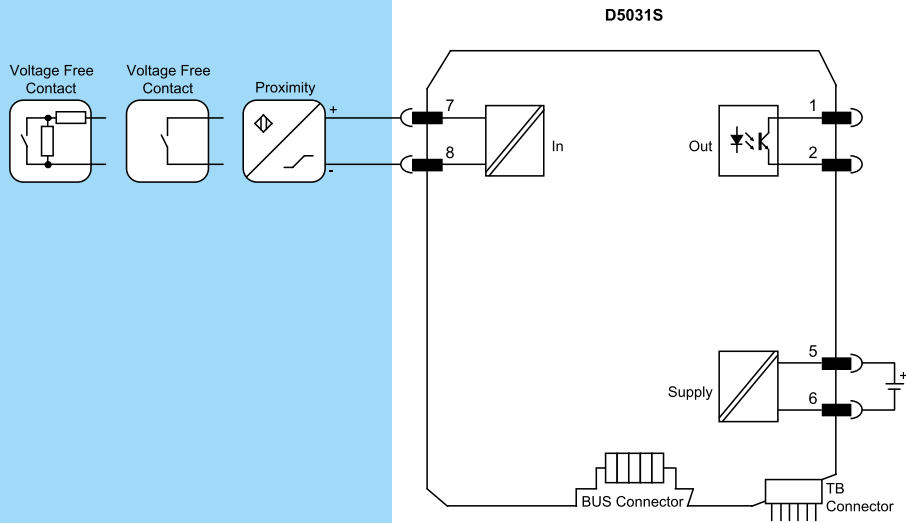 D5031S
Voltage Free
Contact
Voltage Free
Contact
Proximity
+
-
7
8
In
Out
1
2
Supply
5
6
+
BUS Connector
TB
Connector